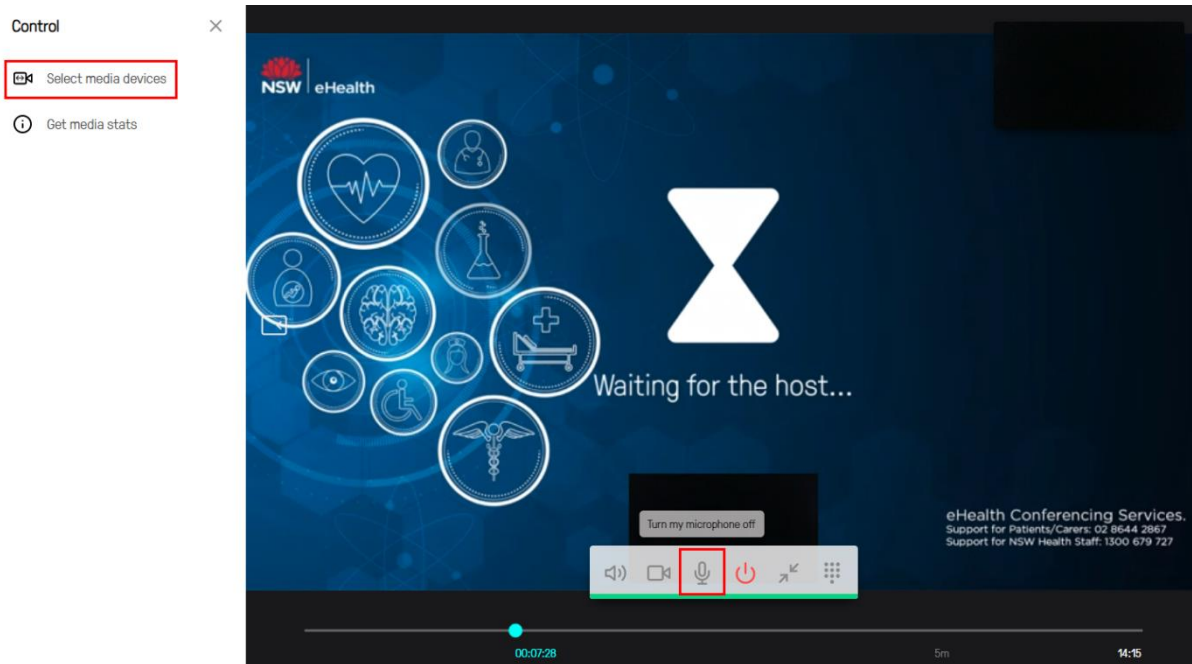 Control
Select media devices
Get media stats
NSW eHealth
Waiting for the host...
Turn my microphone off
eHealth Conferencing Services.
Support for Patients/Carers: 02 8644 2867
Support for NSW Health Staff: 1300 679 727
00:07:28
5m
14:15